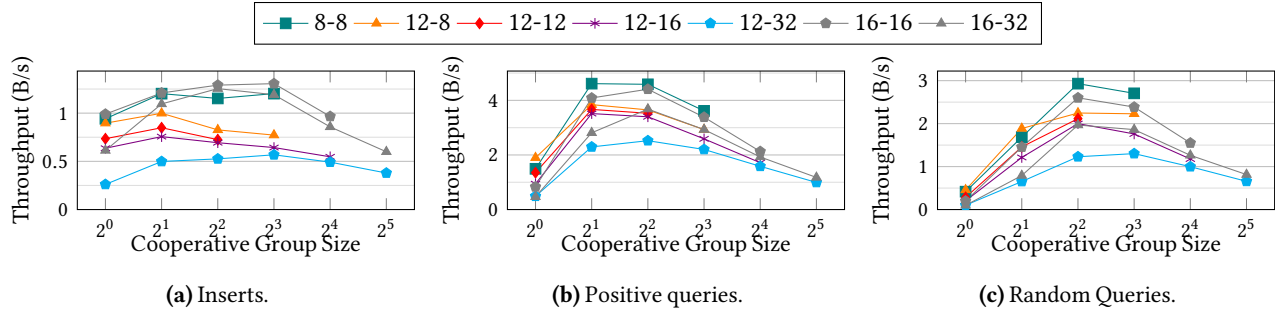 8-8 12-8 12-12 12-16 12-32 16-16 16-32
Throughput (B/s)
1
0.5
0
2^0 2^1 2^2 2^3 2^4 2^5
Cooperative Group Size
(a) Inserts.
Throughput (B/s)
4
2
0
2^0 2^1 2^2 2^3 2^4 2^5
Cooperative Group Size
(b) Positive queries.
Throughput (B/s)
3
2
1
0
2^0 2^1 2^2 2^3 2^4 2^5
Cooperative Group Size
(c) Random Queries.